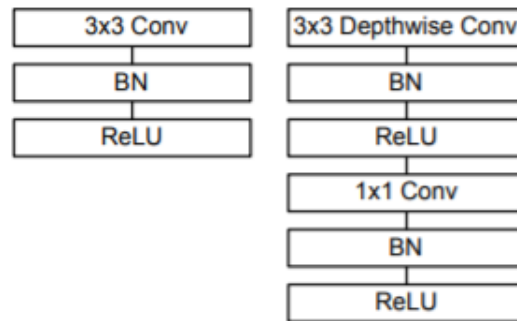 3x3 Conv
BN
ReLU
3x3 Depthwise Conv
BN
ReLU
1x1 Conv
BN
ReLU